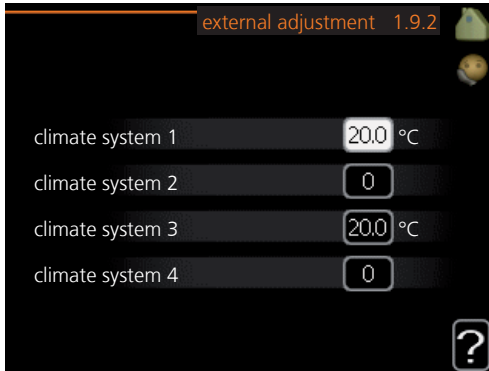 external adjustment 1.9.2
climate system 1 20.0 °C
climate system 2 0
climate system 3 20.0 °C
climate system 4 0
?